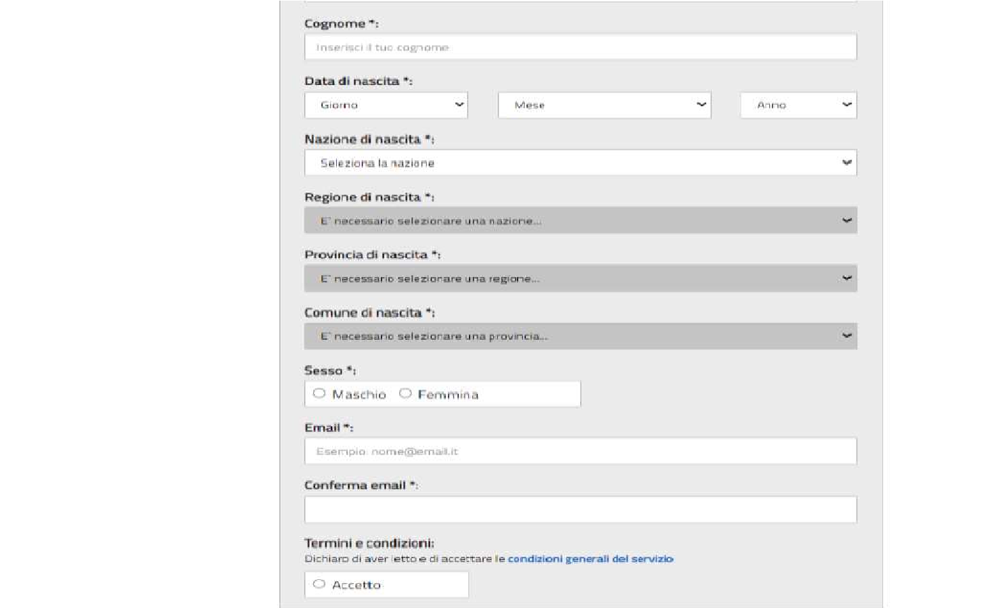 Cognome *:
Inserisci il tuo cognome
Data di nascita *:
Giorno Mese Anno
Nazione di nascita *:
Seleziona la nazione
Regione di nascita *:
E' necessario selezionare una nazione...
Provincia di nascita *:
E' necessario selezionare una regione...
Comune di nascita *:
E' necessario selezionare una provincia...
Sesso *:
Maschio Femmina
Email *:
Esempio: nome@email.it
Conferma email *:
Termini e condizioni:
Dichiaro di aver letto e di accettare le condizioni generali del servizio
Accetto